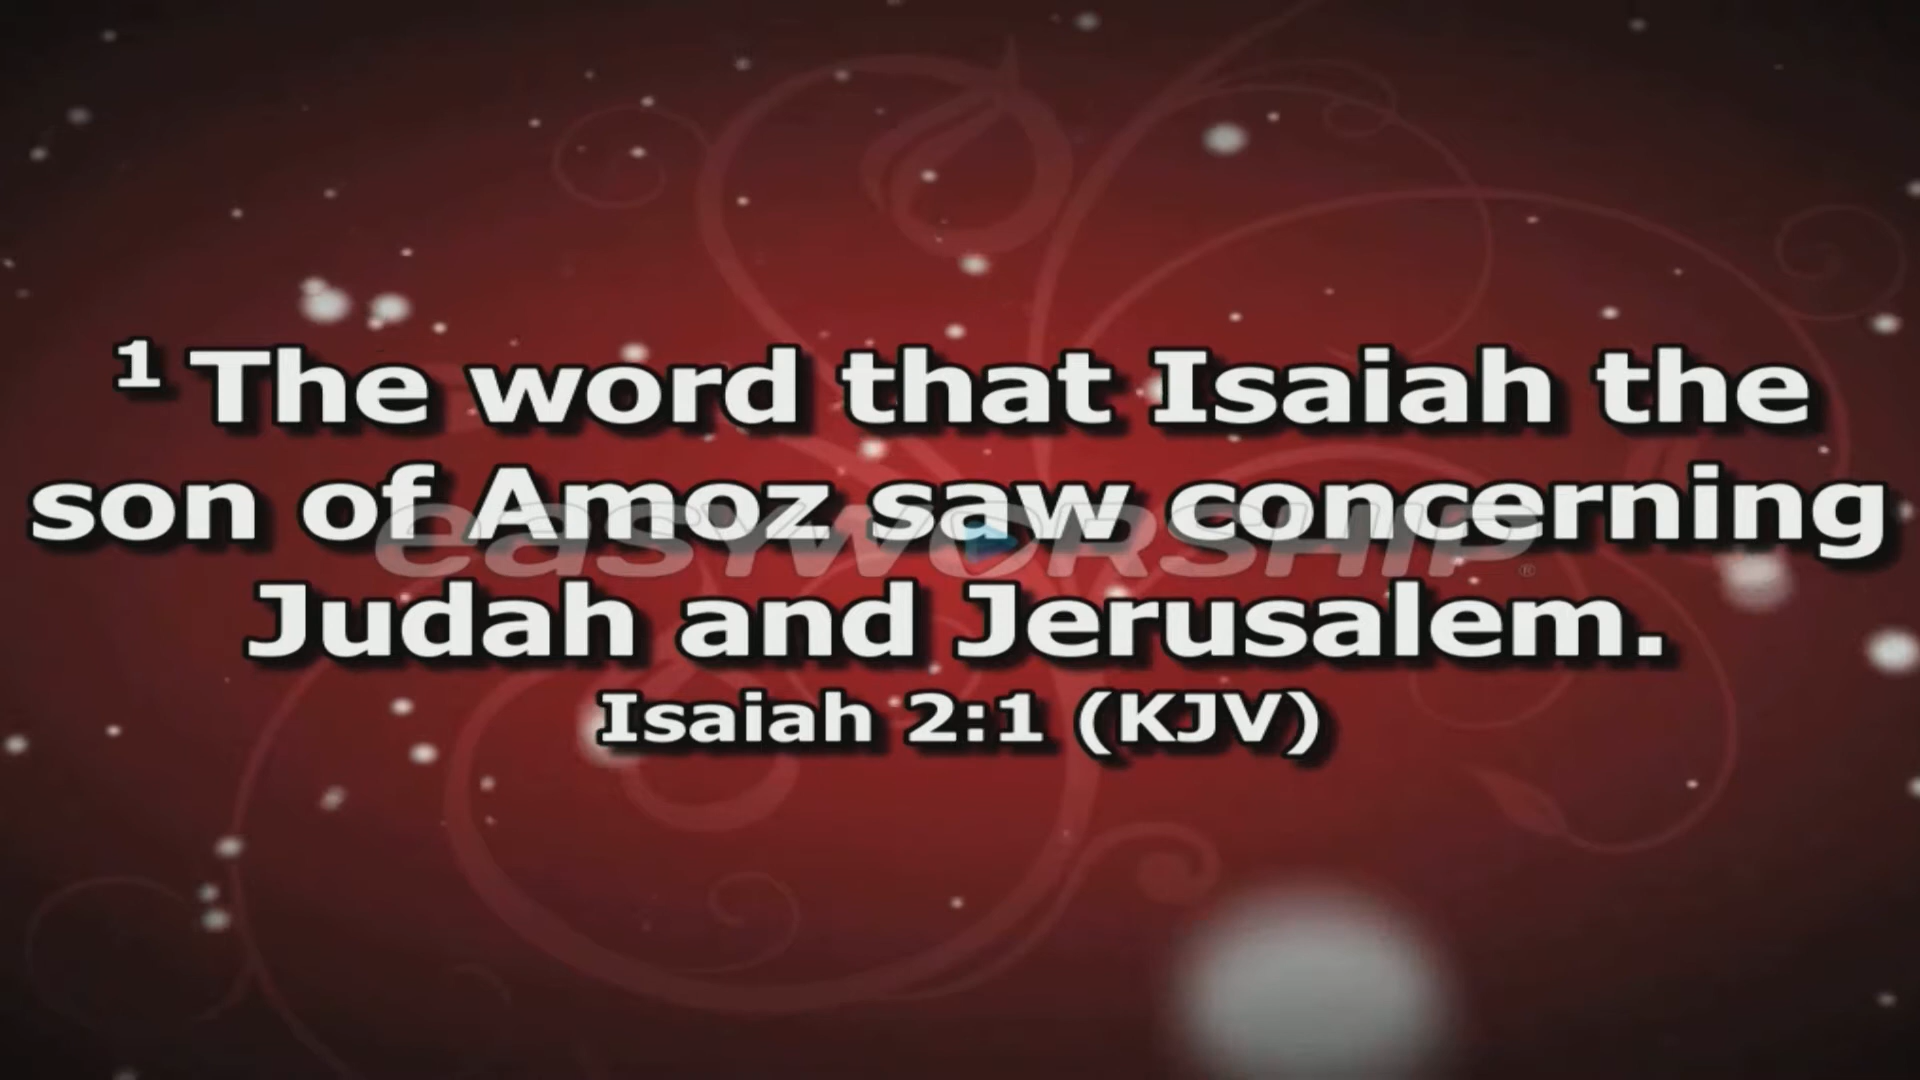 1 The word that Isaiah the
son of Amoz saw concerning
easyworship®
Judah and Jerusalem.
Isaiah 2:1 (KJV)